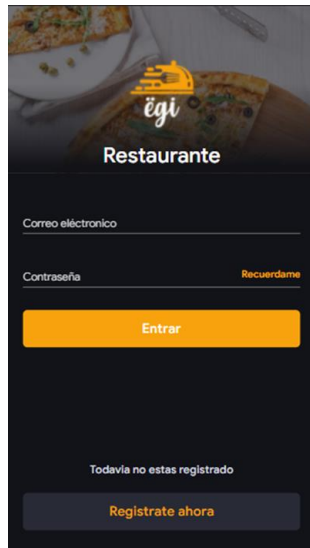 ëgi
Restaurante
Correo eléctronico
Contraseña
Recuerdame
Entrar
Todavia no estas registrado
Registrate ahora